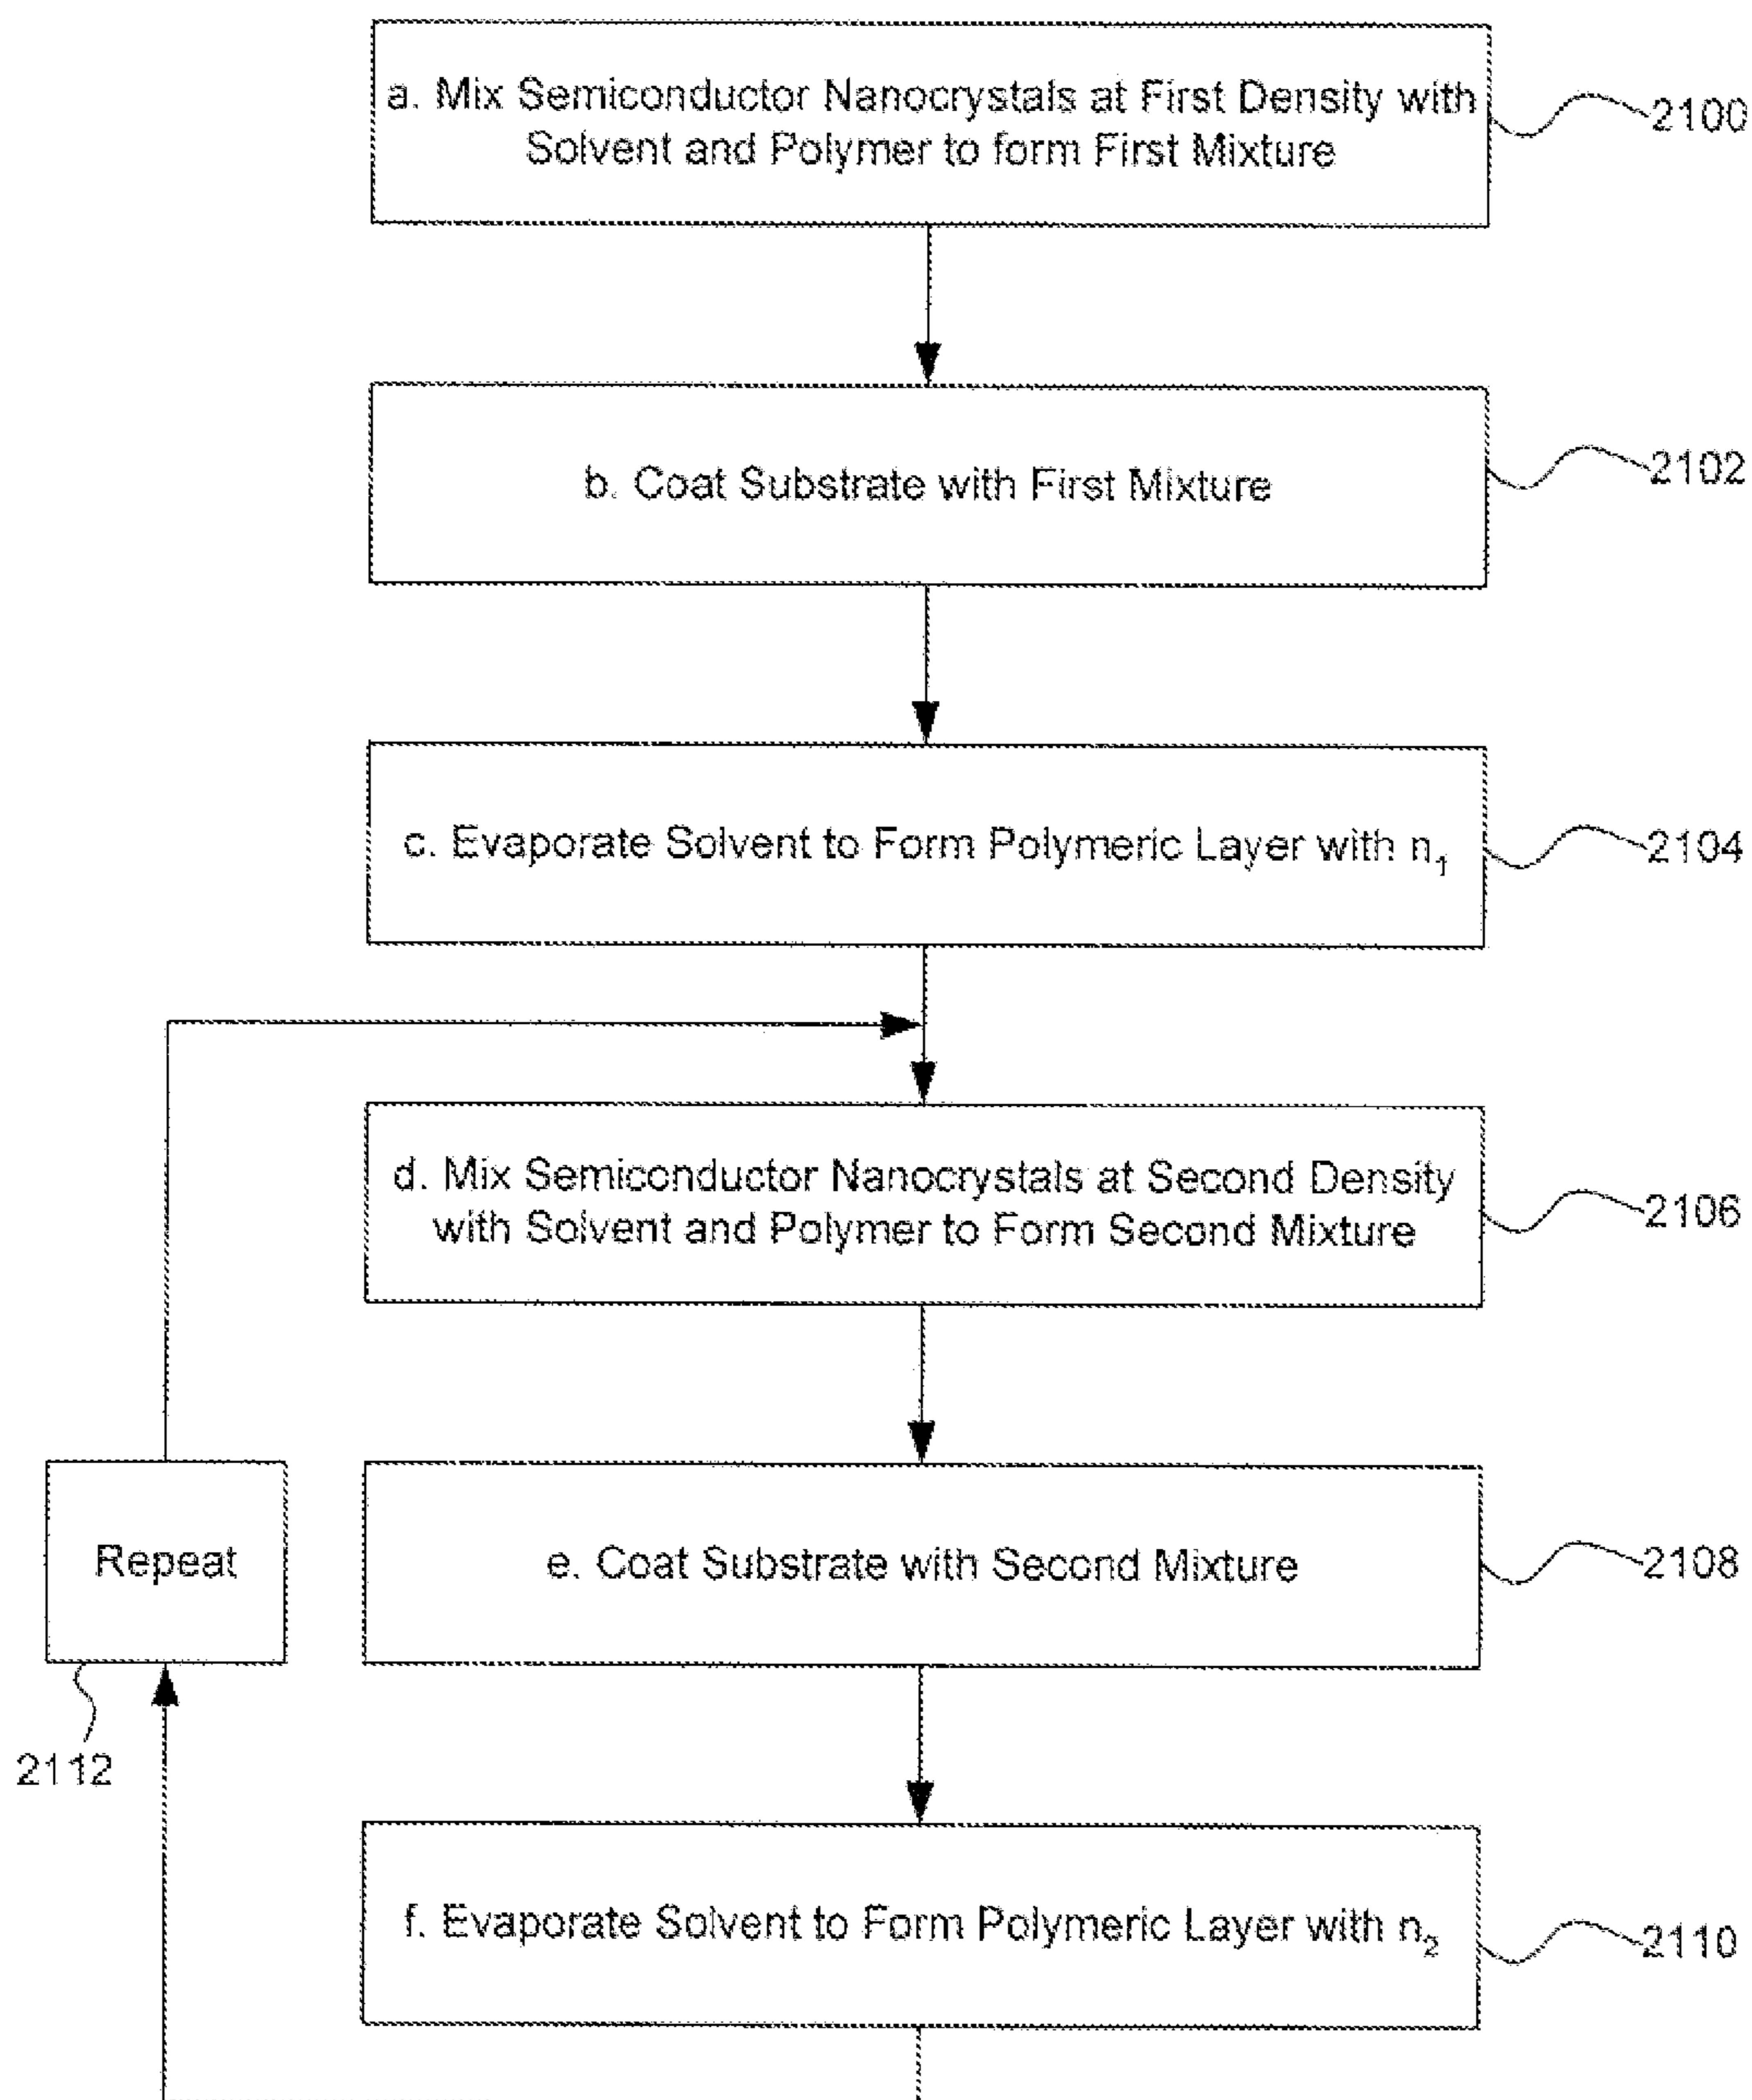 a. Mix Semiconductor Nanocrystals at First Density with
Solvent and Polymer to form First Mixture
2100
b. Coat Substrate with First Mixture
2102
c. Evaporate Solvent to Form Polymeric Layer with n₁
2104
d. Mix Semiconductor Nanocrystals at Second Density
with Solvent and Polymer to Form Second Mixture
2106
Repeat
2112
e. Coat Substrate with Second Mixture
2108
f. Evaporate Solvent to Form Polymeric Layer with n₂
2110